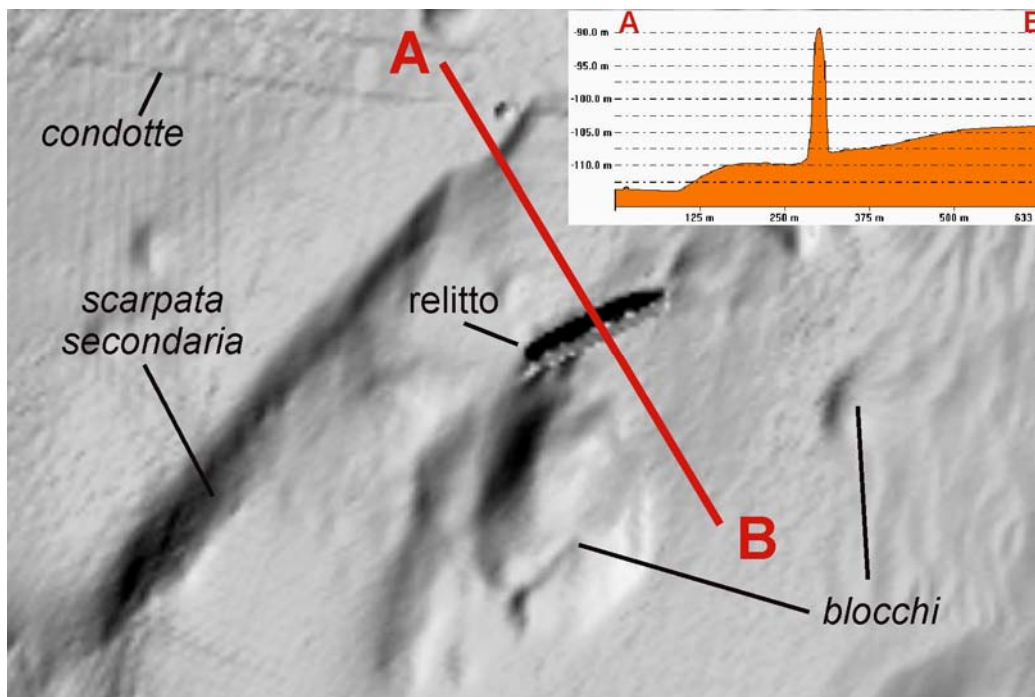 A
B
-90.0 m
-95.0 m
-100.0 m
-105.0 m
-110.0 m
125 m
250 m
375 m
500 m
633
A
condotte
scarpata
secondaria
relitto
B
blocchi